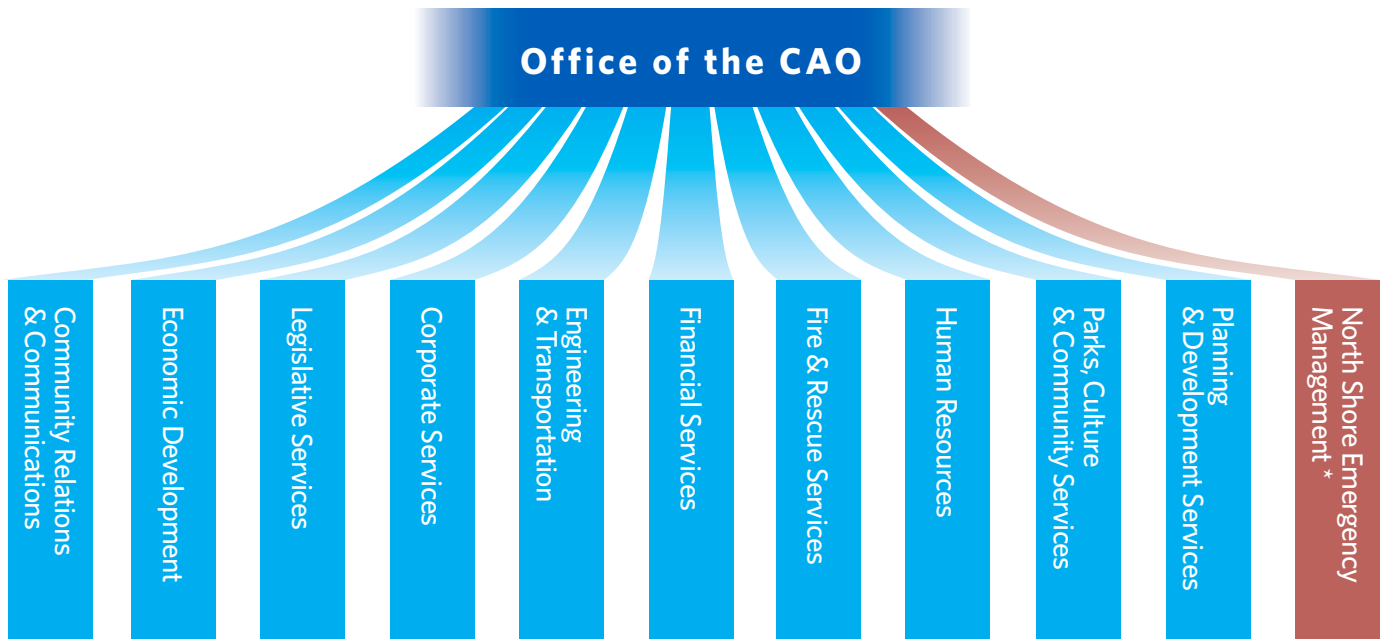 Office of the CAO
Community Relations
& Communications
Economic Development
Legislative Services
Corporate Services
Engineering
& Transportation
Financial Services
Fire & Rescue Services
Human Resources
Parks, Culture
& Community Services
Planning
& Development Services
North Shore Emergency
Management *